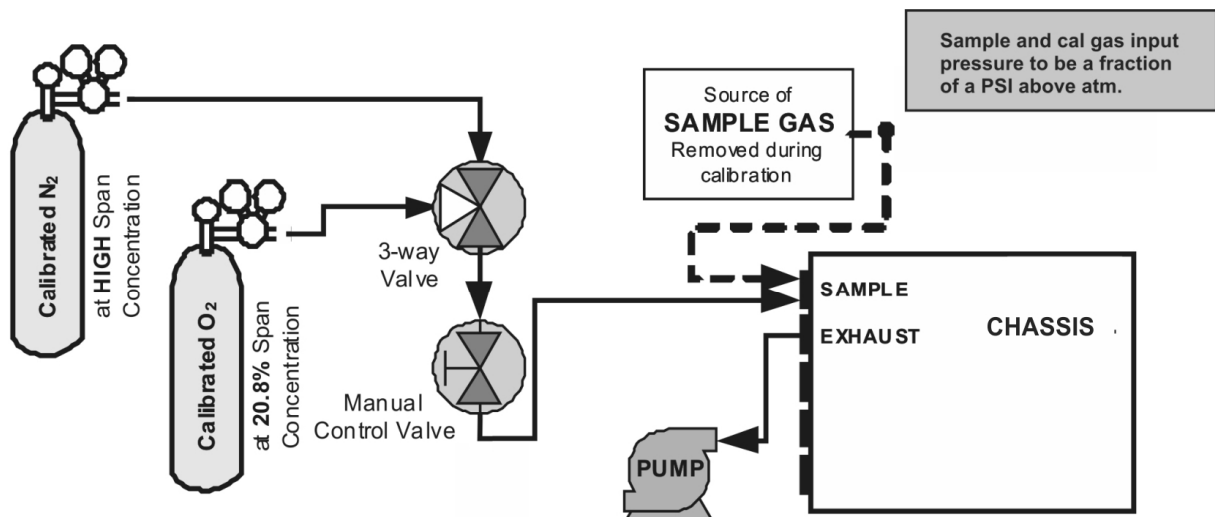 Calibrated N₂
at HIGH Span
Concentration
Calibrated O₂
at 20.8% Span
Concentration
3-way
Valve
Manual
Control Valve
Source of
SAMPLE GAS
Removed during
calibration
Sample and cal gas input
pressure to be a fraction
of a PSI above atm.
SAMPLE
EXHAUST
CHASSIS
PUMP